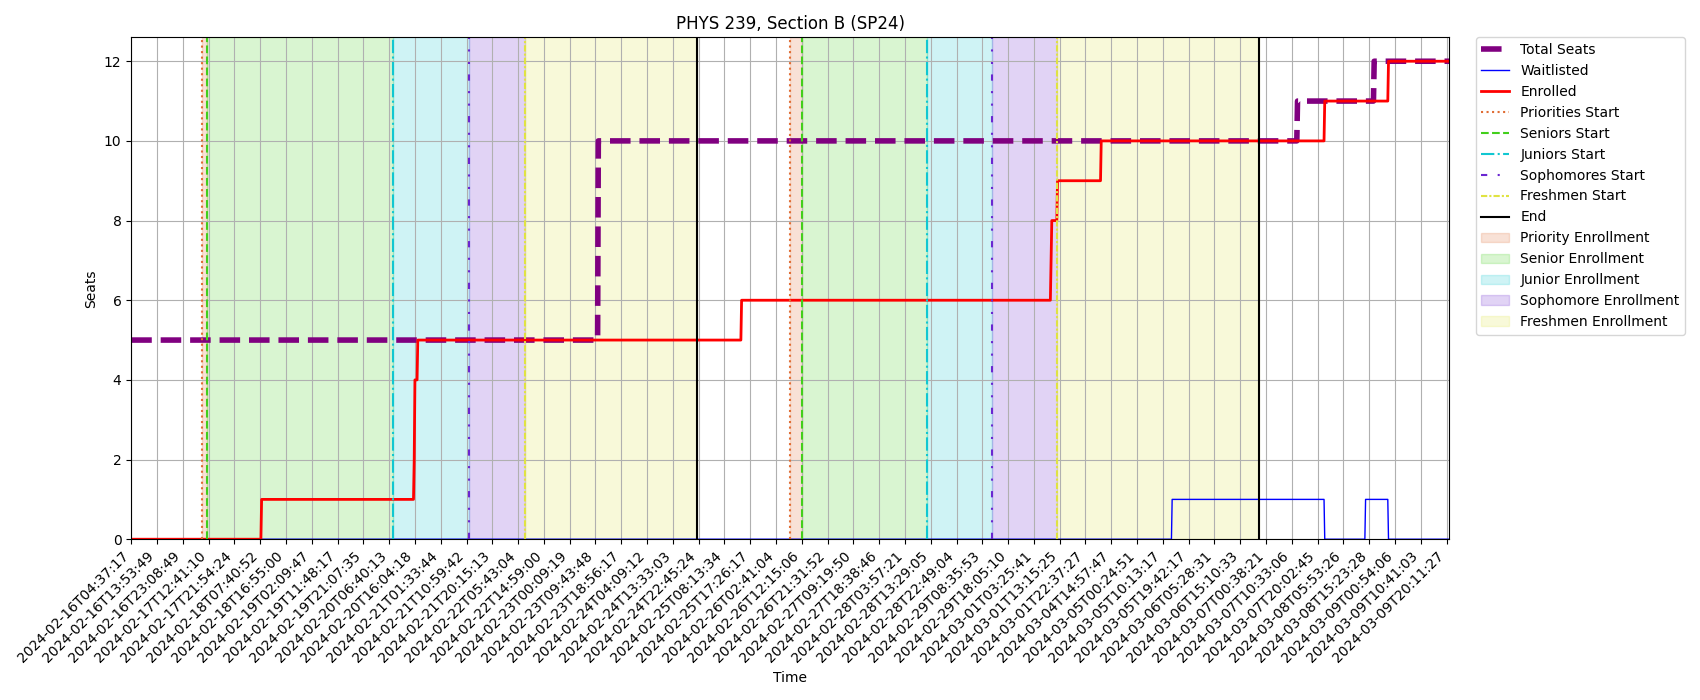 PHYS 239, Section B (SP24)
Seats
12
10
8
6
4
2
0
2024-02-16T04:37:17
2024-02-16T13:53:49
2024-02-16T23:08:49
2024-02-17T12:41:10
2024-02-17T21:54:24
2024-02-18T07:40:52
2024-02-18T16:55:00
2024-02-19T02:09:47
2024-02-19T11:48:17
2024-02-19T21:07:35
2024-02-20T06:40:13
2024-02-20T16:04:18
2024-02-21T01:33:44
2024-02-21T10:59:42
2024-02-21T20:15:13
2024-02-22T05:43:04
2024-02-22T14:59:00
2024-02-23T00:09:19
2024-02-23T09:43:48
2024-02-23T18:56:17
2024-02-24T04:09:12
2024-02-24T13:33:03
2024-02-24T22:45:24
2024-02-25T08:13:34
2024-02-25T17:26:17
2024-02-26T02:41:04
2024-02-26T12:15:06
2024-02-26T21:31:52
2024-02-27T09:19:50
2024-02-27T18:38:46
2024-02-28T03:57:21
2024-02-28T13:29:05
2024-02-28T22:49:04
2024-02-29T08:35:53
2024-02-29T18:05:10
2024-03-01T03:25:41
2024-03-01T13:15:25
2024-03-01T22:37:27
2024-03-04T14:57:47
2024-03-05T00:24:51
2024-03-05T10:13:17
2024-03-05T19:42:17
2024-03-06T05:28:31
2024-03-06T15:10:33
2024-03-07T00:38:21
2024-03-07T10:33:06
2024-03-07T20:02:45
2024-03-08T05:53:26
2024-03-08T15:23:28
2024-03-09T00:54:06
2024-03-09T10:41:03
2024-03-09T20:11:27
Time
Total Seats
Waitlisted
Enrolled
Priorities Start
Seniors Start
Juniors Start
Sophomores Start
Freshmen Start
End
Priority Enrollment
Senior Enrollment
Junior Enrollment
Sophomore Enrollment
Freshmen Enrollment